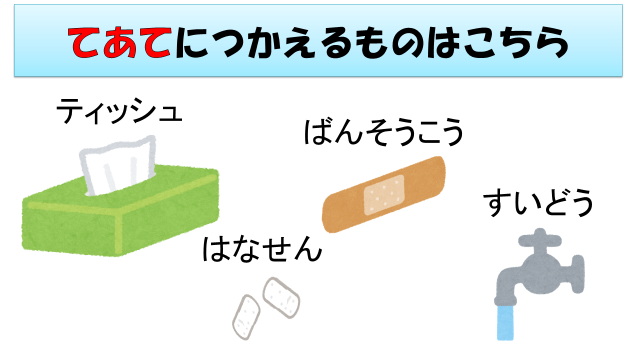 てあてにつかえるものはこちら
ティッシュ
ばんそうこう
すいどう
はなせん